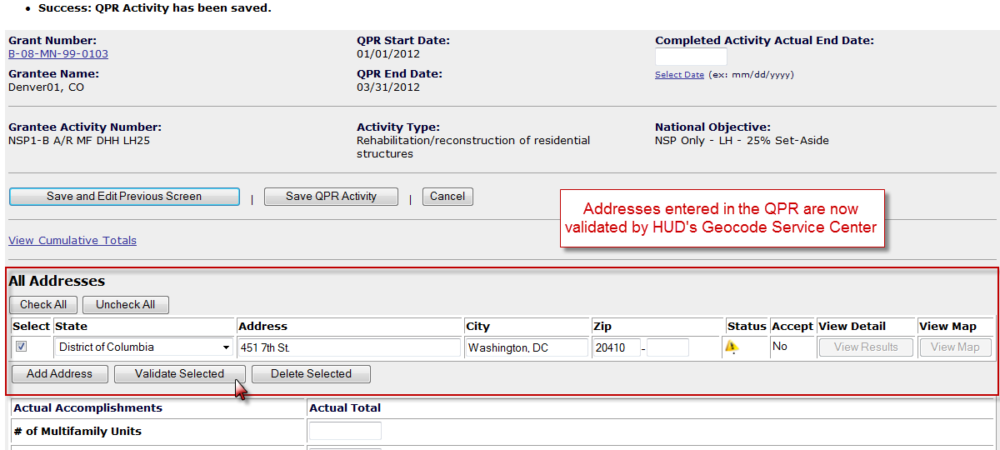 • Success: QPR Activity has been saved.
Grant Number: QPR Start Date: Completed Activity Actual End Date:
B-08-MN-99-0103 01/01/2012
Grantee Name: QPR End Date: Select Date (ex: mm/dd/yyyy)
Denver01, CO 03/31/2012
Grantee Activity Number: Activity Type: National Objective:
NSP1-B A/R MF DHH LH25 Rehabilitation/reconstruction of residential NSP Only - LH - 25% Set-Aside
structures
Save and Edit Previous Screen | Save QPR Activity | Cancel
Addresses entered in the QPR are now
validated by HUD's Geocode Service Center
View Cumulative Totals
All Addresses
Check All Uncheck All
Select State Address City Zip Status Accept View Detail View Map
District of Columbia 451 7th St. Washington, DC 20410 - No View Results View Map
Add Address Validate Selected Delete Selected
Actual Accomplishments Actual Total
# of Multifamily Units